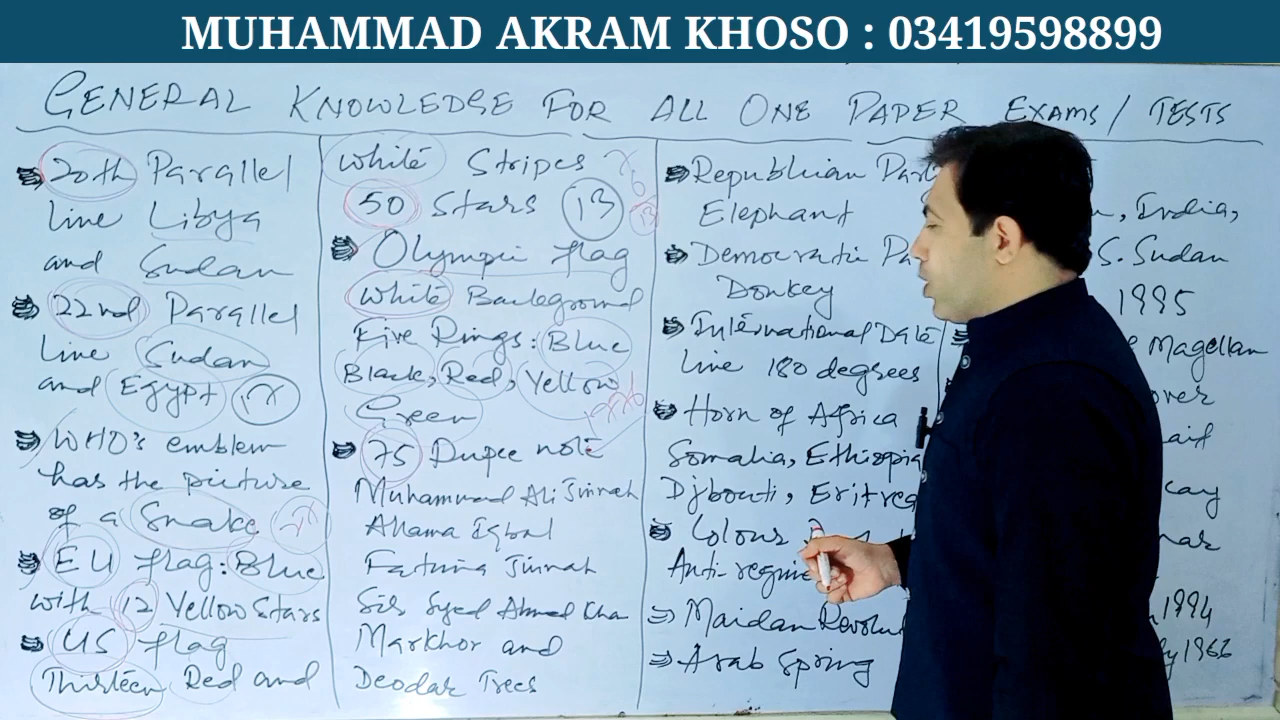 MUHAMMAD AKRAM KHOSO : 03419598899
GENERAL KNOWLEDGE FOR ALL ONE PAPER EXAMS / TESTS
20th Parallel
line Libya
and Sudan
22nd Parallel
line Sudan
and Egypt
WHO's emblem
has the picture
of a Snake
EU flag: Blue
with 12 Yellow Stars
US flag
Thirteen Red and
White Stripes
50 Stars 13
Olympic flag
White Background
Five Rings: Blue
Black, Red, Yellow
Green
75 Rupee note
Muhammad Ali Jinnah
Allama Iqbal
Fatima Jinnah
Sir Syed Ahmed Khan
Markhor and
Deodar Trees
Republican
Elephant
Democratic
Donkey
International Date
Line 180 degrees
Horn of Africa
Somalia, Ethiopia
Djbouti, Eritrea
Colour
Anti-regime
Maidan
Arab Spring
India,
S. Sudan
1995
Magellan
1994
1966